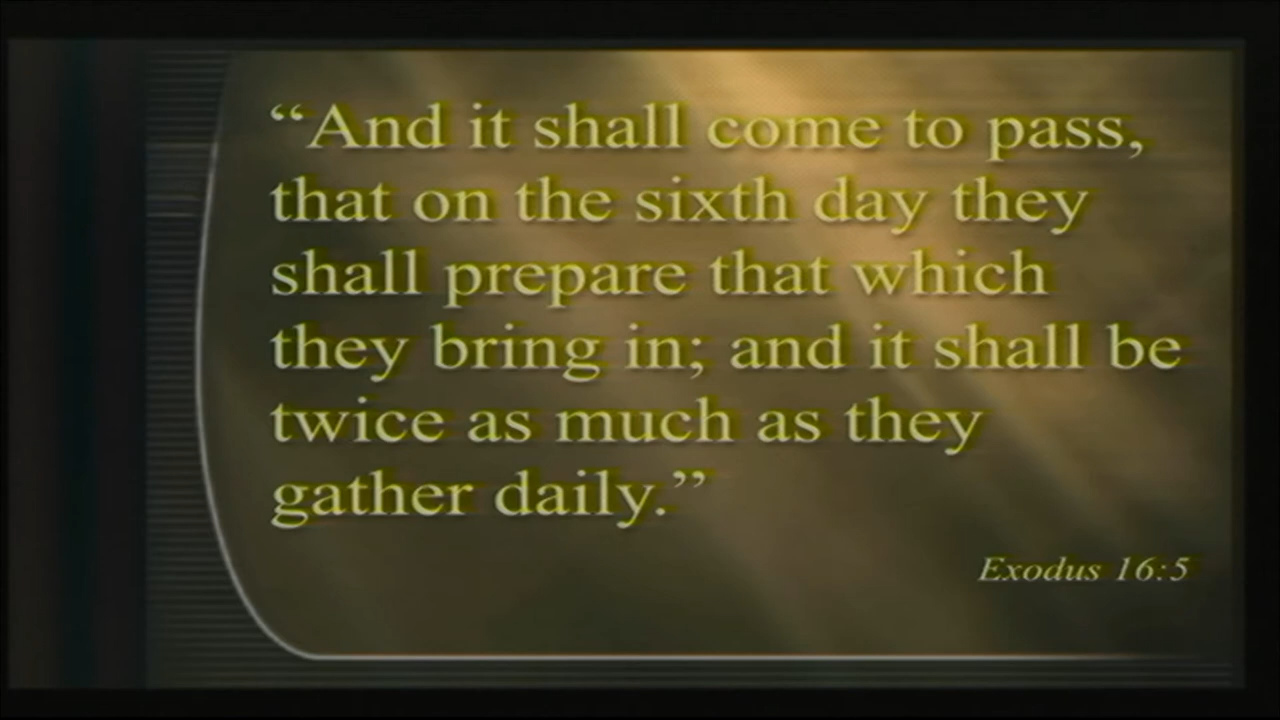 “And it shall come to pass,
that on the sixth day they
shall prepare that which
they bring in; and it shall be
twice as much as they
gather daily.”
Exodus 16:5